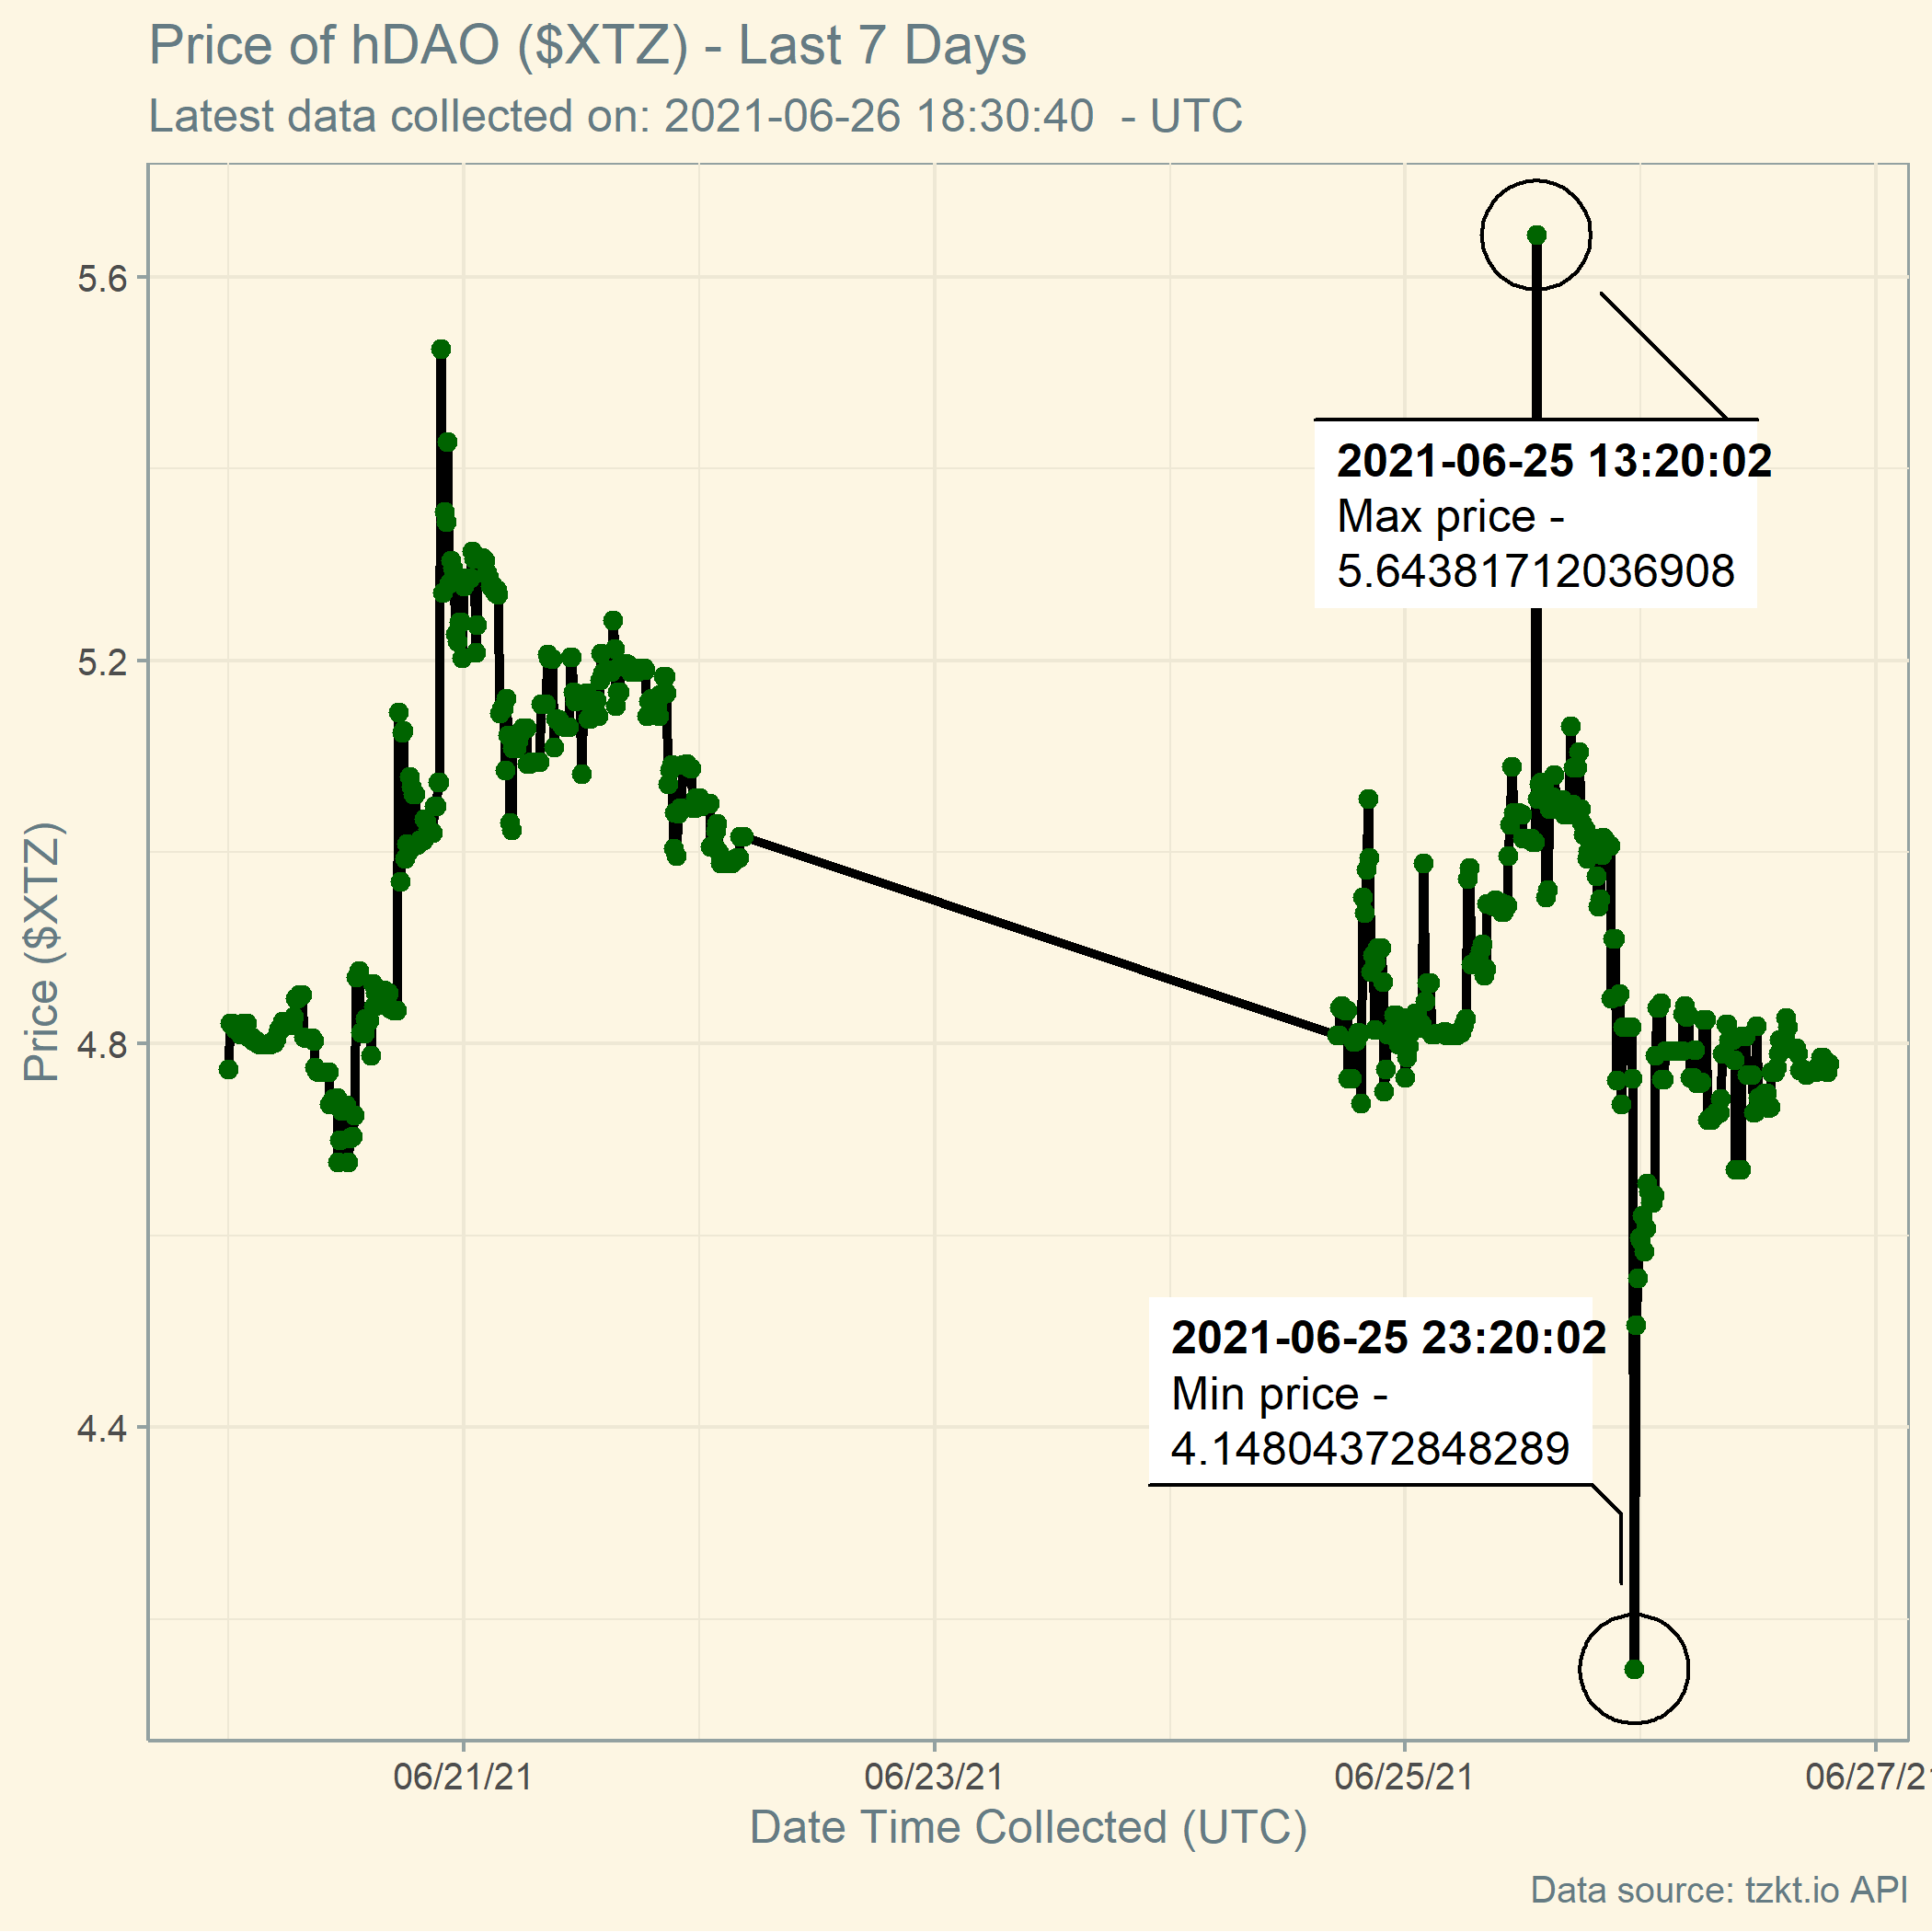 Price of hDAO ($XTZ) - Last 7 Days
Latest data collected on: 2021-06-26 18:30:40  - UTC
5.6
5.2
4.8
4.4
Price ($XTZ)
2021-06-25 13:20:02
Max price -
5.64381712036908
2021-06-25 23:20:02
Min price -
4.14804372848289
06/21/21
06/23/21
06/25/21
06/27/21
Date Time Collected (UTC)
Data source: tzkt.io API